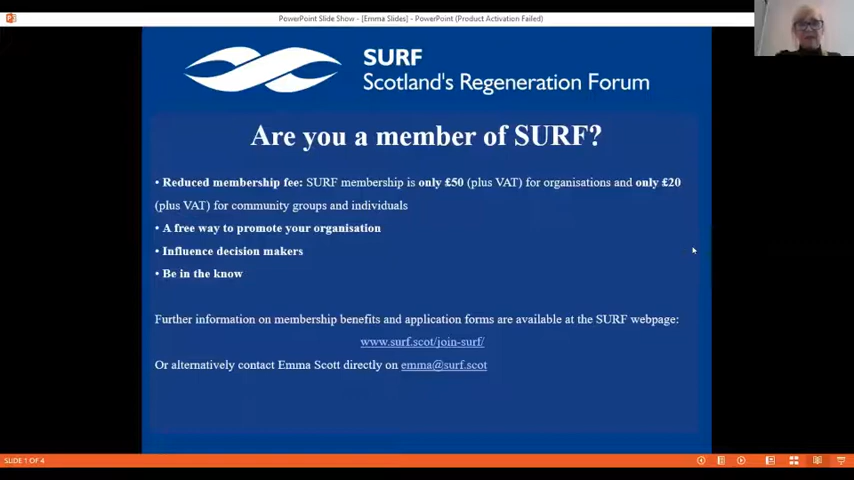 PowerPoint Slide Show - [Emma Slides] - PowerPoint (Product Activation Failed)
SURF
Scotland's Regeneration Forum
Are you a member of SURF?
• Reduced membership fee: SURF membership is only £50 (plus VAT) for organisations and only £20
(plus VAT) for community groups and individuals
• A free way to promote your organisation
• Influence decision makers
• Be in the know
Further information on membership benefits and application forms are available at the SURF webpage:
www.surf.scot/join-surf/
Or alternatively contact Emma Scott directly on emma@surf.scot
SLIDE 1 OF 4